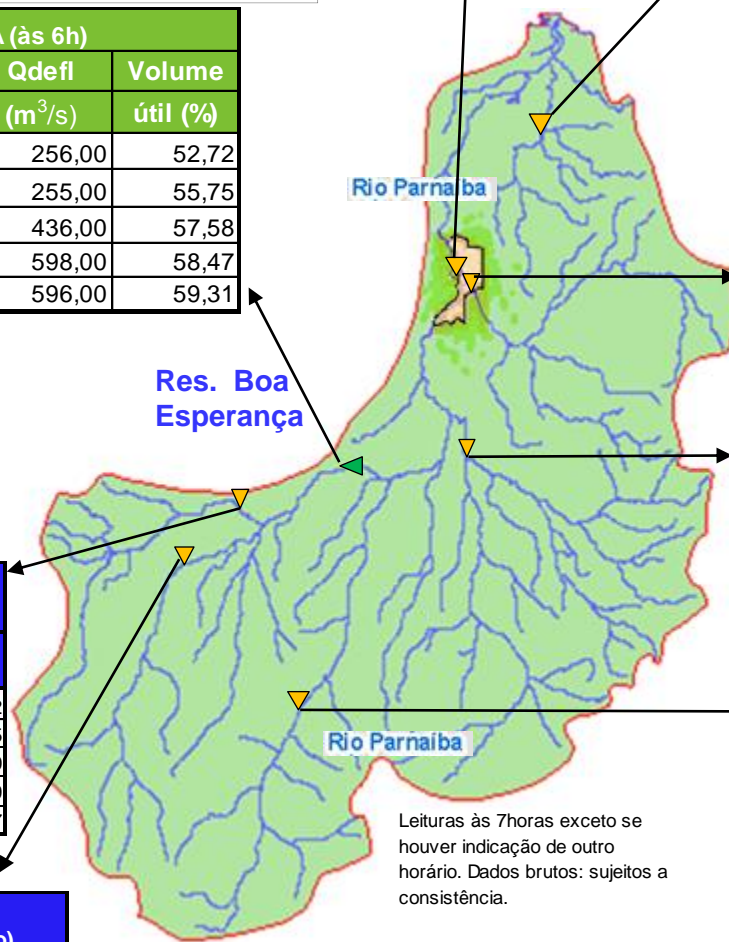 (às 6h)
Qdefl Volume
(m³/s) útil (%)
256,00 52,72
255,00 55,75
436,00 57,58
598,00 58,47
596,00 59,31
Rio Parnaíba
Res. Boa
Esperança
Rio Parnaíba
Leituras às 7horas exceto se
houver indicação de outro
horário. Dados brutos: sujeitos a
consistência.